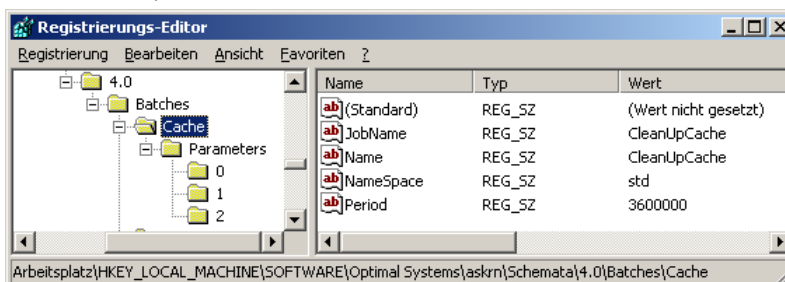 Registrierungs-Editor
Registrierung Bearbeiten Ansicht Favoriten ?
4.0
Batches
Cache
Parameters
0
1
2
Name Typ Wert
(Standard) REG_SZ (Wert nicht gesetzt)
JobName REG_SZ CleanUpCache
Name REG_SZ CleanUpCache
NameSpace REG_SZ std
Period REG_SZ 3600000
Arbeitsplatz\HKEY_LOCAL_MACHINE\SOFTWARE\Optimal Systems\askrn\Schemata\4.0\Batches\Cache